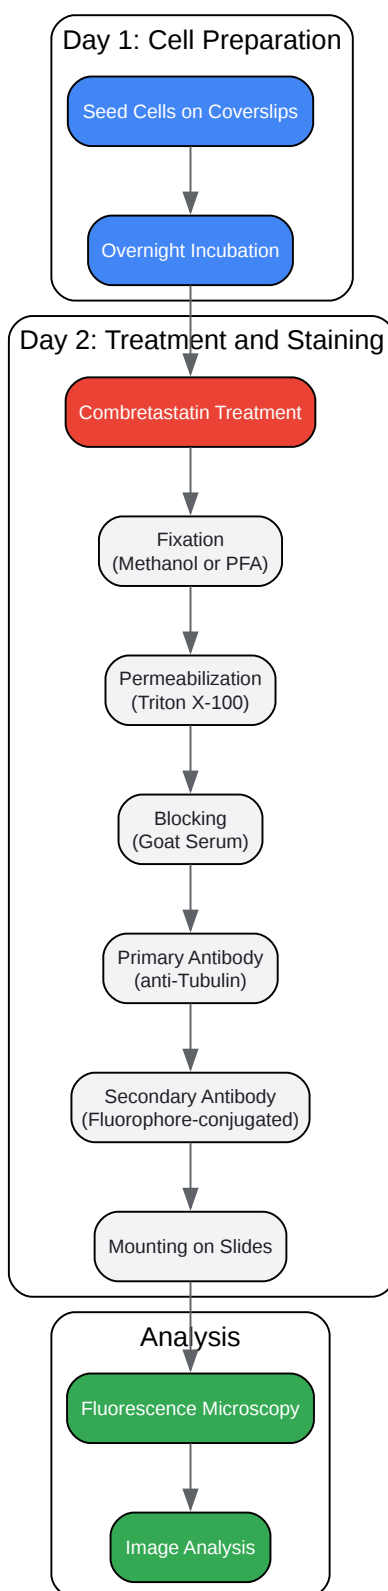 Day 1: Cell Preparation
Seed Cells on Coverslips
Overnight Incubation
Day 2: Treatment and Staining
Combretastatin Treatment
Fixation
(Methanol or PFA)
Permeabilization
(Triton X-100)
Blocking
(Goat Serum)
Primary Antibody
(anti-Tubulin)
Secondary Antibody
(Fluorophore-conjugated)
Mounting on Slides
Analysis
Fluorescence Microscopy
Image Analysis